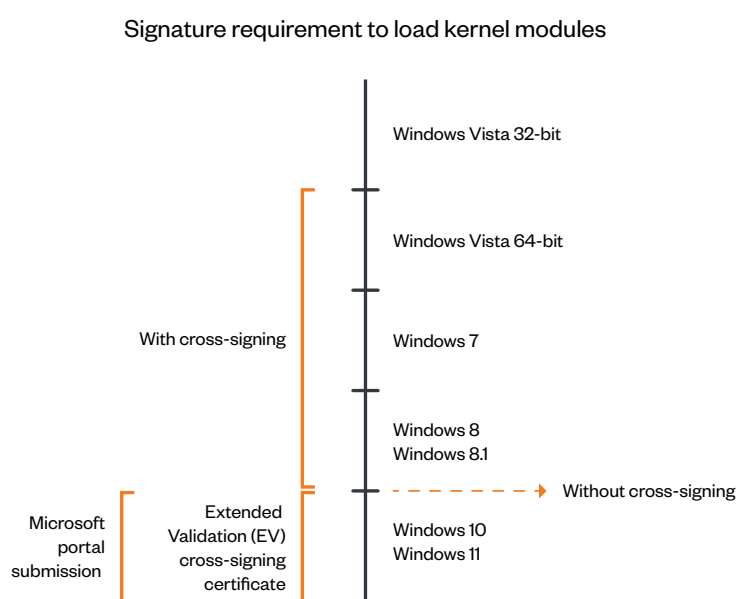 Signature requirement to load kernel modules
Windows Vista 32-bit
Windows Vista 64-bit
With cross-signing
Windows 7
Windows 8
Windows 8.1
Without cross-signing
Microsoft
portal
submission
Extended
Validation (EV)
cross-signing
certificate
Windows 10
Windows 11